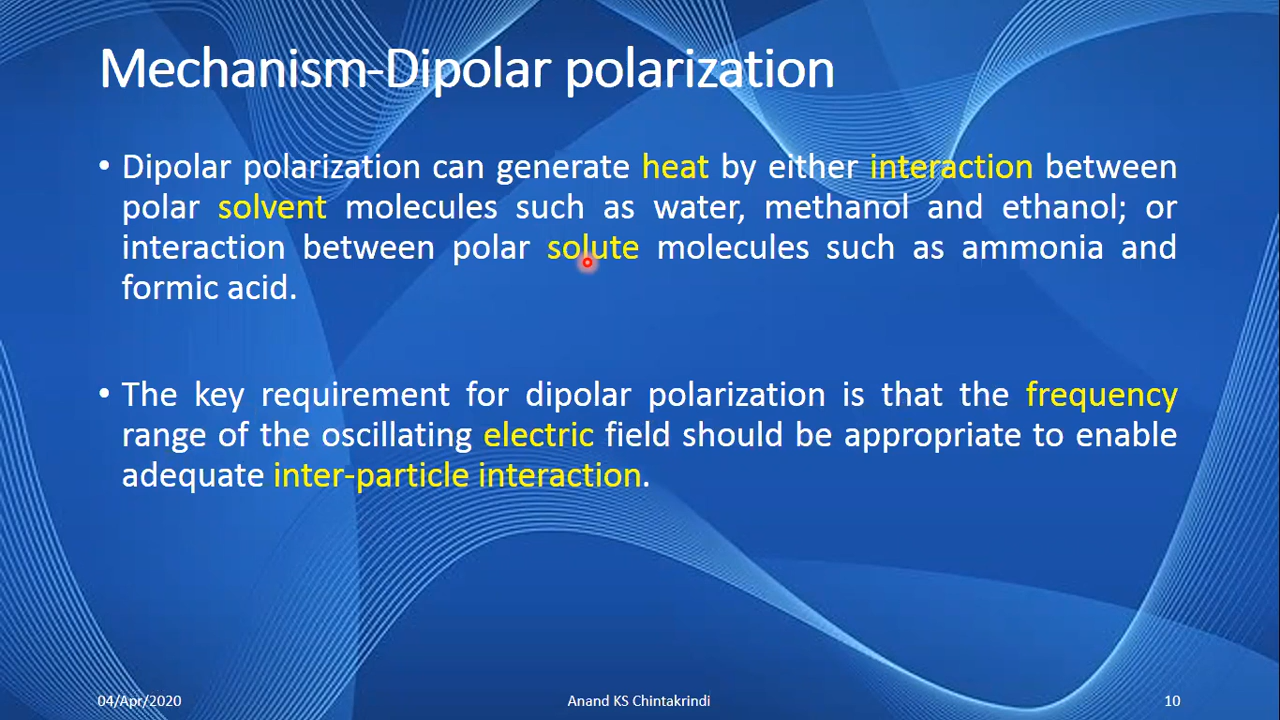 Mechanism-Dipolar polarization
• Dipolar polarization can generate heat by either interaction between
polar solvent molecules such as water, methanol and ethanol; or
interaction between polar solute molecules such as ammonia and
formic acid.
• The key requirement for dipolar polarization is that the frequency
range of the oscillating electric field should be appropriate to enable
adequate inter-particle interaction.
04/Apr/2020
Anand KS Chintakrindi
10